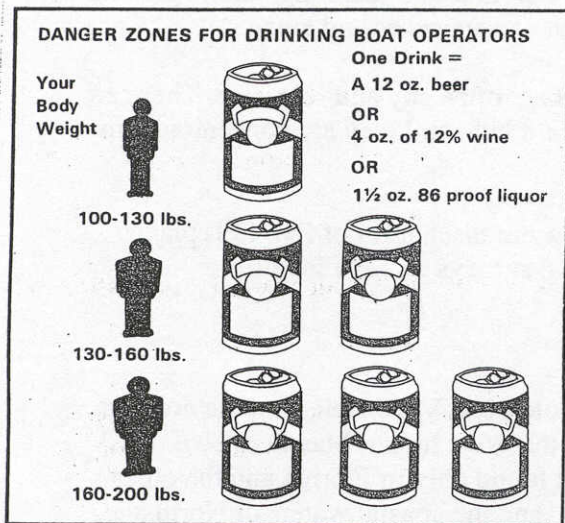 DANGER ZONES FOR DRINKING BOAT OPERATORS
Your
Body
Weight
One Drink =
A 12 oz. beer
OR
4 oz. of 12% wine
OR
1½ oz. 86 proof liquor
100-130 lbs.
130-160 lbs.
160-200 lbs.